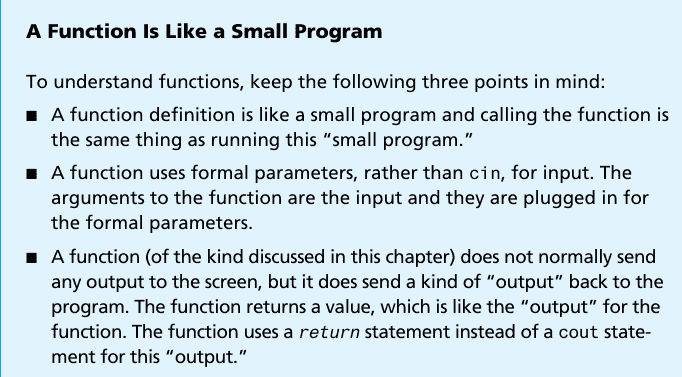 A Function Is Like a Small Program
To understand functions, keep the following three points in mind:
■ A function definition is like a small program and calling the function is
the same thing as running this “small program.”
■ A function uses formal parameters, rather than cin, for input. The
arguments to the function are the input and they are plugged in for
the formal parameters.
■ A function (of the kind discussed in this chapter) does not normally send
any output to the screen, but it does send a kind of “output” back to the
program. The function returns a value, which is like the “output” for the
function. The function uses a return statement instead of a cout state-
ment for this “output.”